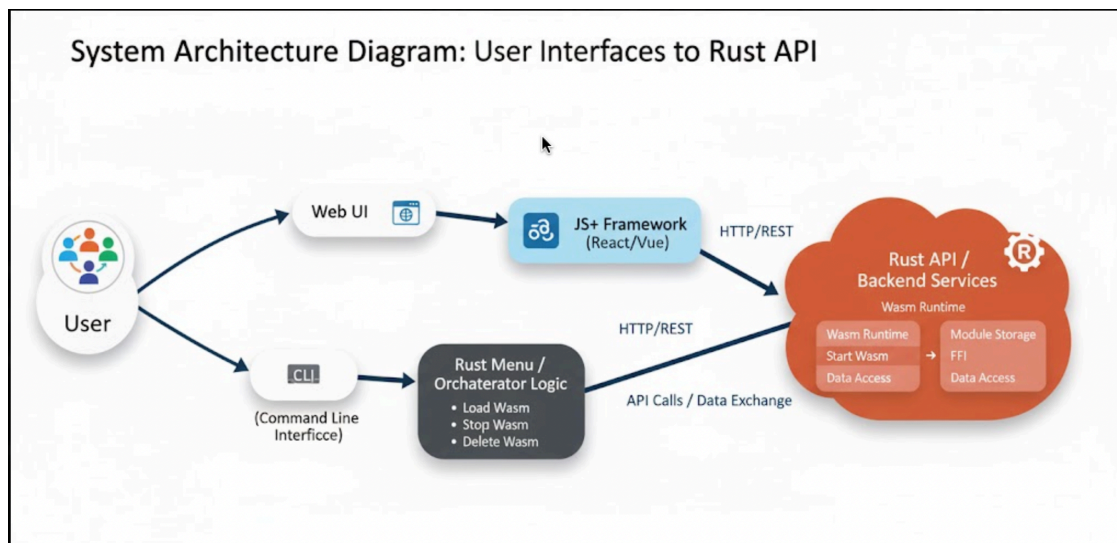 System Architecture Diagram: User Interfaces to Rust API
User
Web UI
JS+ Framework
(React/Vue)
HTTP/REST
CLI
(Command Line
Interficce)
Rust Menu /
Orchaterator Logic
• Load Wasm
• Stop Wasm
• Delete Wasm
HTTP/REST
API Calls / Data Exchange
Rust API /
Backend Services
R
Wasm Runtime
Wasm Runtime
Start Wasm
Data Access
Module Storage
FFI
Data Access